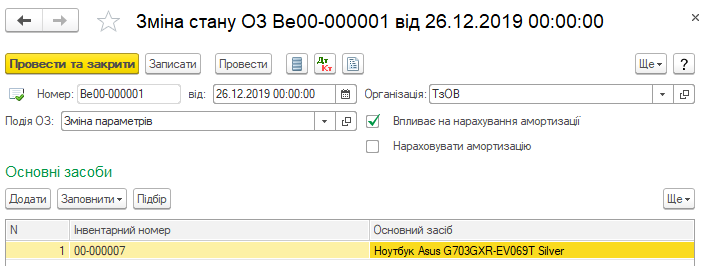 Зміна стану ОЗ Ве00-000001 від 26.12.2019 00:00:00
Провести та закрити Записати Провести Дт Кт Ще ?
Номер: Ве00-000001 від: 26.12.2019 00:00:00 Організація: ТзОВ
Подія ОЗ: Зміна параметрів Впливає на нарахування амортизації
Нараховувати амортизацію
Основні засоби
Додати Заповнити Підбір Ще
N Інвентарний номер Основний засіб
1 00-000007 Ноутбук Asus G703GXR-EV069T Silver